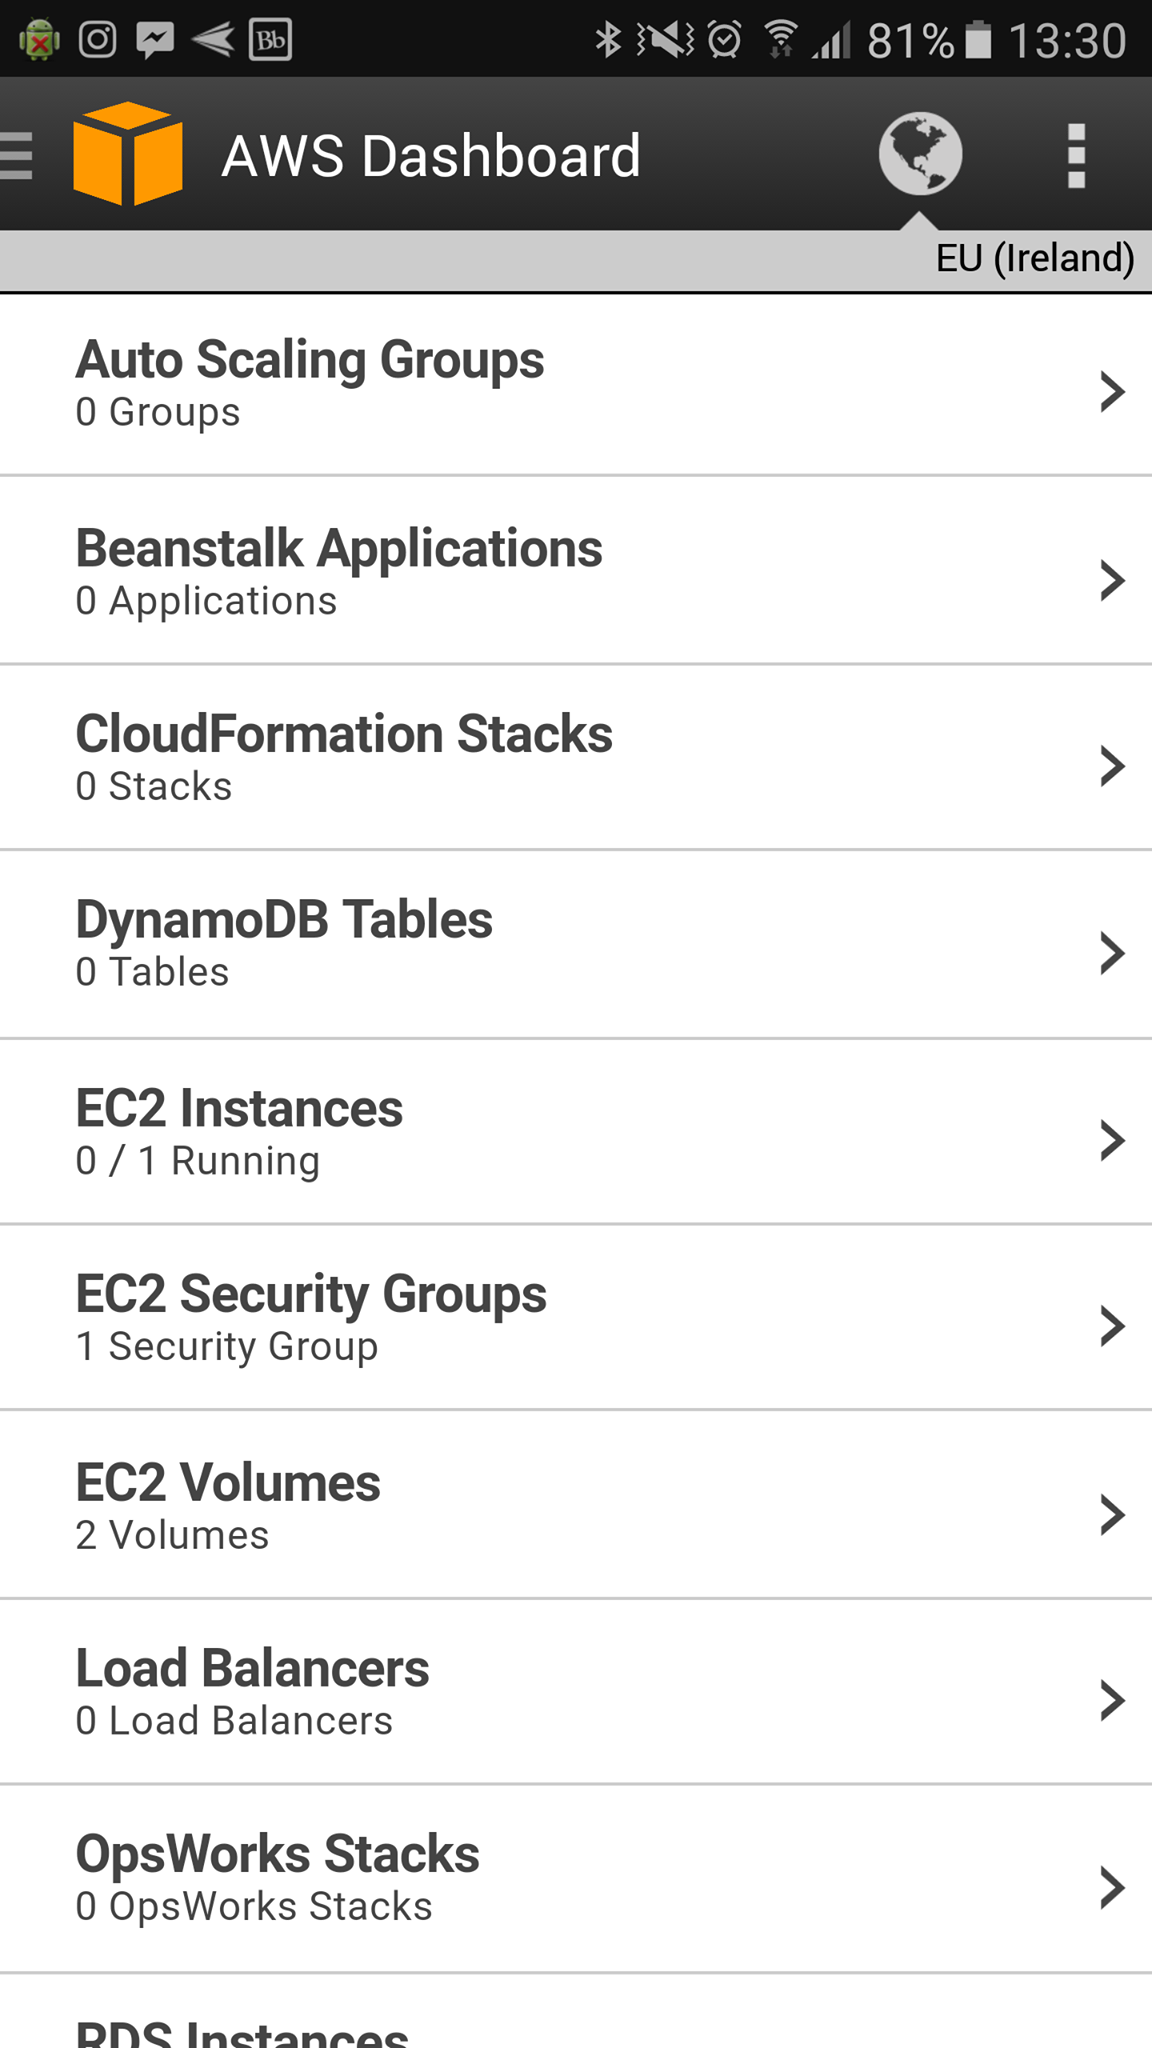 Bb 81% 13:30
AWS Dashboard
EU (Ireland)
Auto Scaling Groups
0 Groups
Beanstalk Applications
0 Applications
CloudFormation Stacks
0 Stacks
DynamoDB Tables
0 Tables
EC2 Instances
0 / 1 Running
EC2 Security Groups
1 Security Group
EC2 Volumes
2 Volumes
Load Balancers
0 Load Balancers
OpsWorks Stacks
0 OpsWorks Stacks
RDS Instances